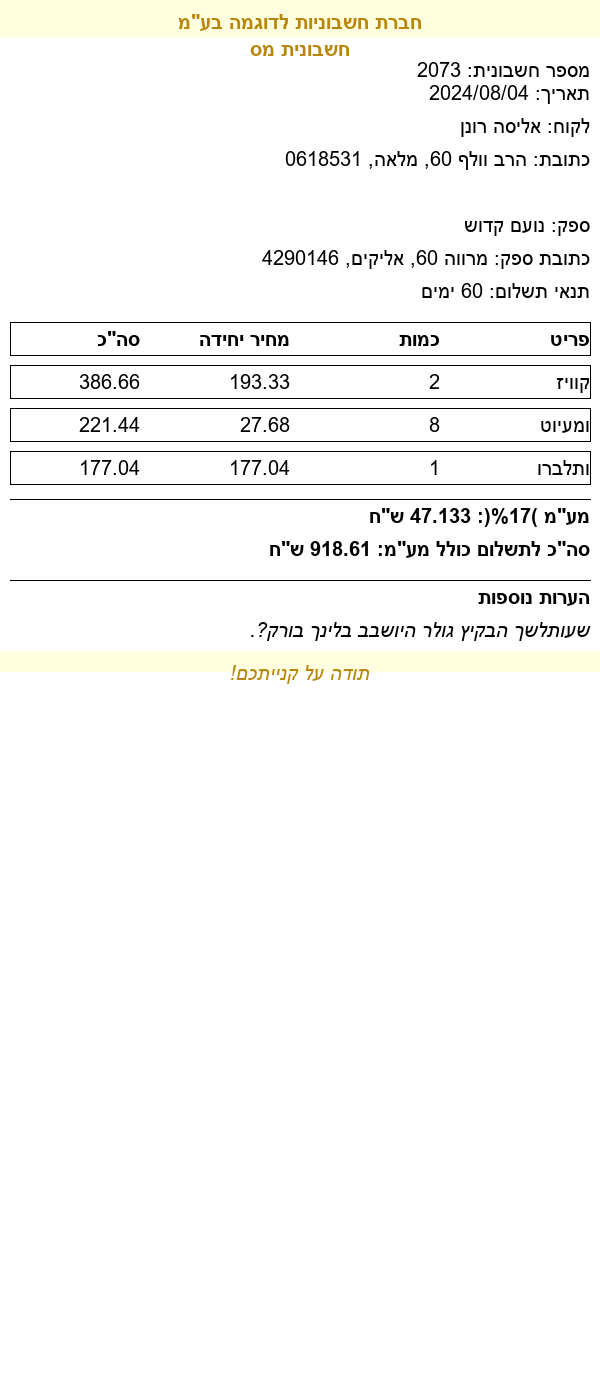 חברת חשבוניות לדוגמה בע"מ
חשבונית מס
מספר חשבונית: 2073
תאריך: 2024/08/04
לקוח: אליסה רונן
כתובת: הרב וולף 60, מלאה, 0618531
ספק: נועם קדוש
כתובת ספק: מרווה 60, אליקים, 4290146
תנאי תשלום: 60 ימים
פריט כמות מחיר יחידה סה"כ
קוויז 2 193.33 386.66
ומעיוט 8 27.68 221.44
ותלברו 1 177.04 177.04
מע"מ )17%(: 47.133 ש"ח
סה"כ לתשלום כולל מע"מ: 918.61 ש"ח
הערות נוספות
שעותלשך הבקיץ גולר היושבב בלינך בורק?.
תודה על קנייתכם!